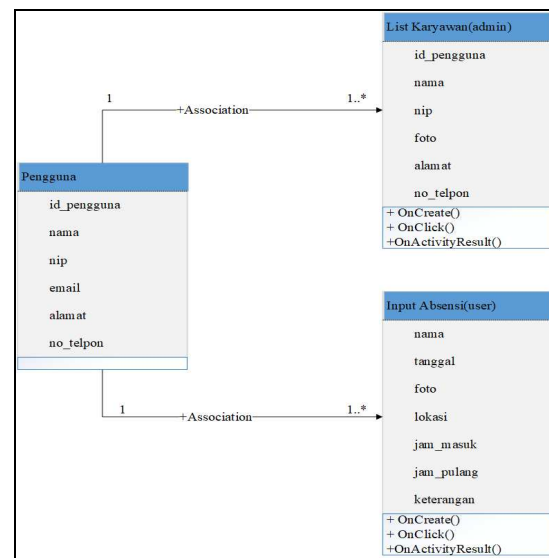 List Karyawan(admin)
id_pengguna
nama
nip
foto
alamat
no_telpon
+ OnCreate()
+ OnClick()
+OnActivityResult()
1
+Association
1..*
Pengguna
id_pengguna
nama
nip
email
alamat
no_telpon
1
+Association
1..*
Input Absensi(user)
nama
tanggal
foto
lokasi
jam_masuk
jam_pulang
keterangan
+ OnCreate()
+ OnClick()
+OnActivityResult()